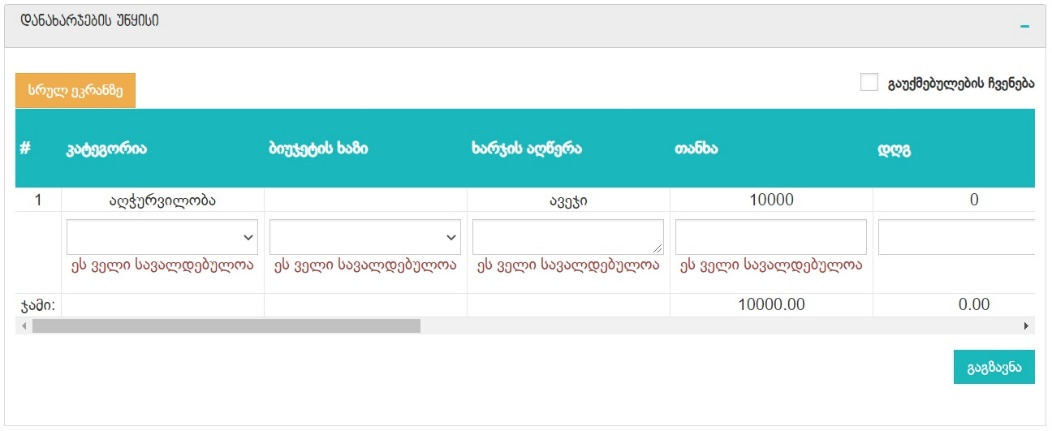 დანახარჯების უწყისი
–
სრულ ეკრანზე
გაუქმებულების ჩვენება
# კატეგორია ბიუჯეტის ხაზი ხარჯის აღწერა თანხა დღგ
1 აღჭურვილობა ავეჯი 10000 0
ეს ველი სავალდებულოა ეს ველი სავალდებულოა ეს ველი სავალდებულოა ეს ველი სავალდებულოა
ჯამი: 10000.00 0.00
გაგზავნა